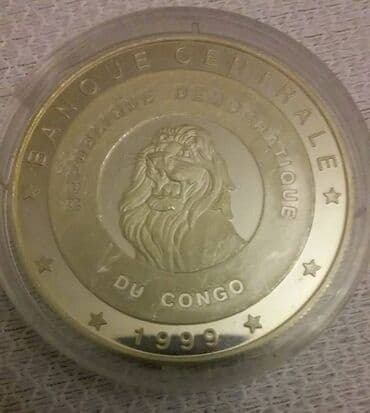 BANQUE CENTRALE
REPUBLIQUE DEMOCRATIQUE
DU CONGO
1999